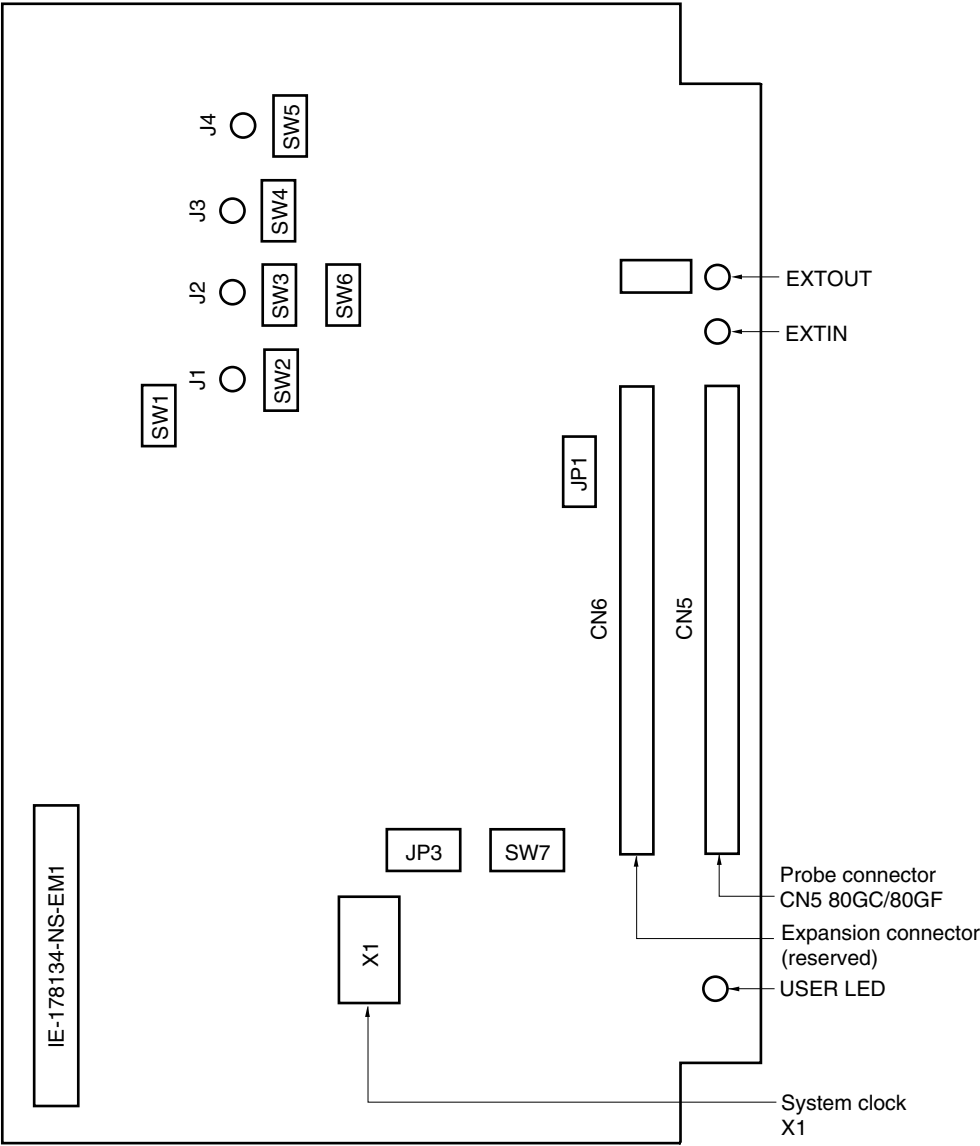 J4
SW5
J3
SW4
J2
SW3
SW6
EXTOUT
EXTIN
J1
SW2
SW1
JP1
CN6
CN5
JP3
SW7
Probe connector
CN5 80GC/80GF
Expansion connector
(reserved)
X1
USER LED
IE-178134-NS-EM1
System clock
X1